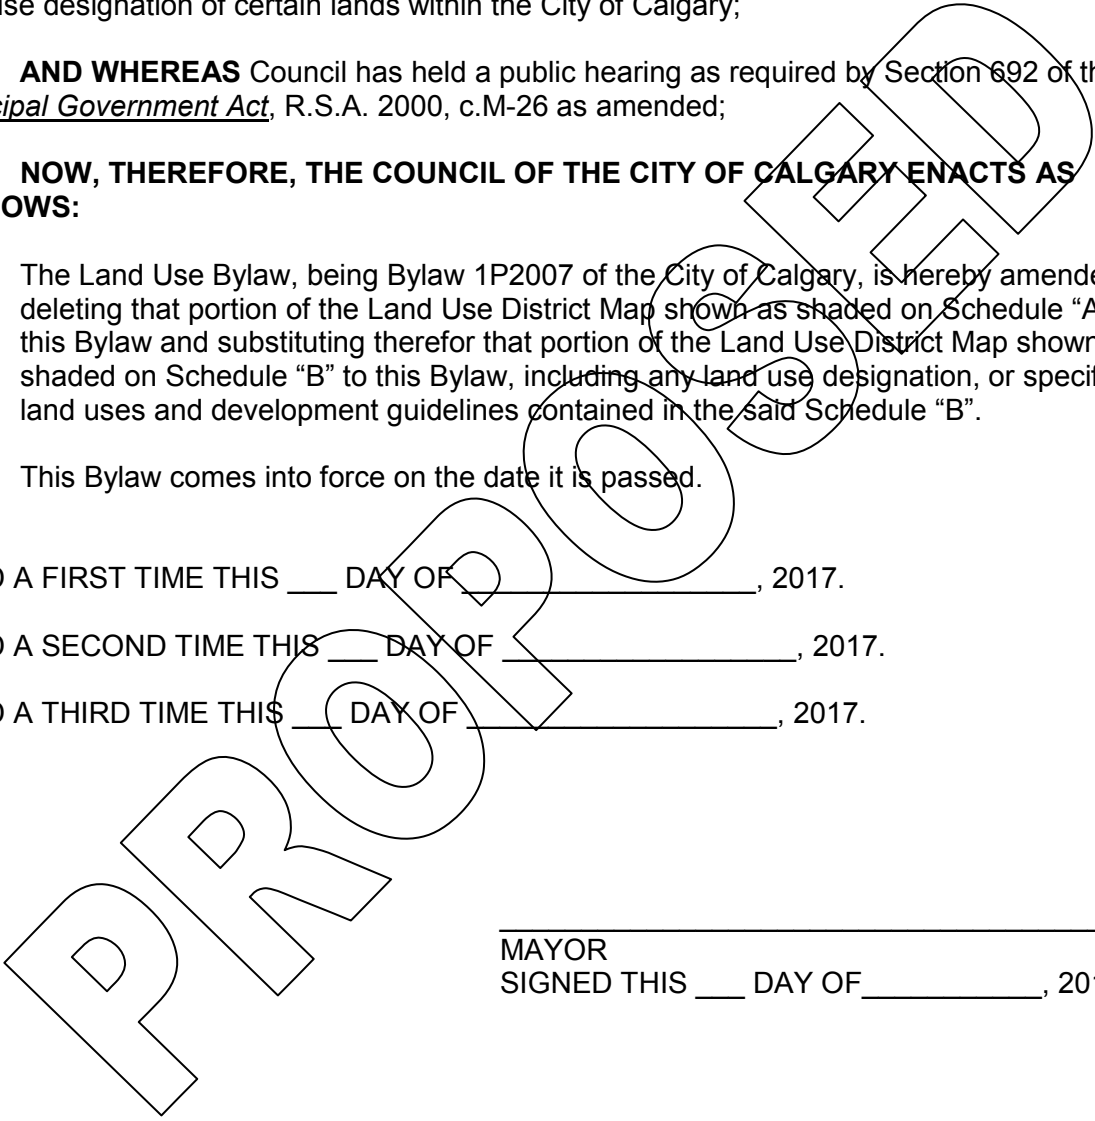 use designation of certain lands within the City of Calgary;
AND WHEREAS Council has held a public hearing as required by Section 692 of th
cipal Government Act, R.S.A. 2000, c.M-26 as amended;
NOW, THEREFORE, THE COUNCIL OF THE CITY OF CALGARY ENACTS AS
OWS:
The Land Use Bylaw, being Bylaw 1P2007 of the City of Calgary, is hereby amende
deleting that portion of the Land Use District Map shown as shaded on Schedule “A
this Bylaw and substituting therefor that portion of the Land Use District Map shown
shaded on Schedule “B” to this Bylaw, including any land use designation, or specif
land uses and development guidelines contained in the said Schedule “B”.
This Bylaw comes into force on the date it is passed.
D A FIRST TIME THIS ___ DAY OF __________________, 2017.
D A SECOND TIME THIS ___ DAY OF __________________, 2017.
D A THIRD TIME THIS ___ DAY OF ___________________, 2017.
MAYOR
SIGNED THIS ___ DAY OF___________, 201
PROPOSED